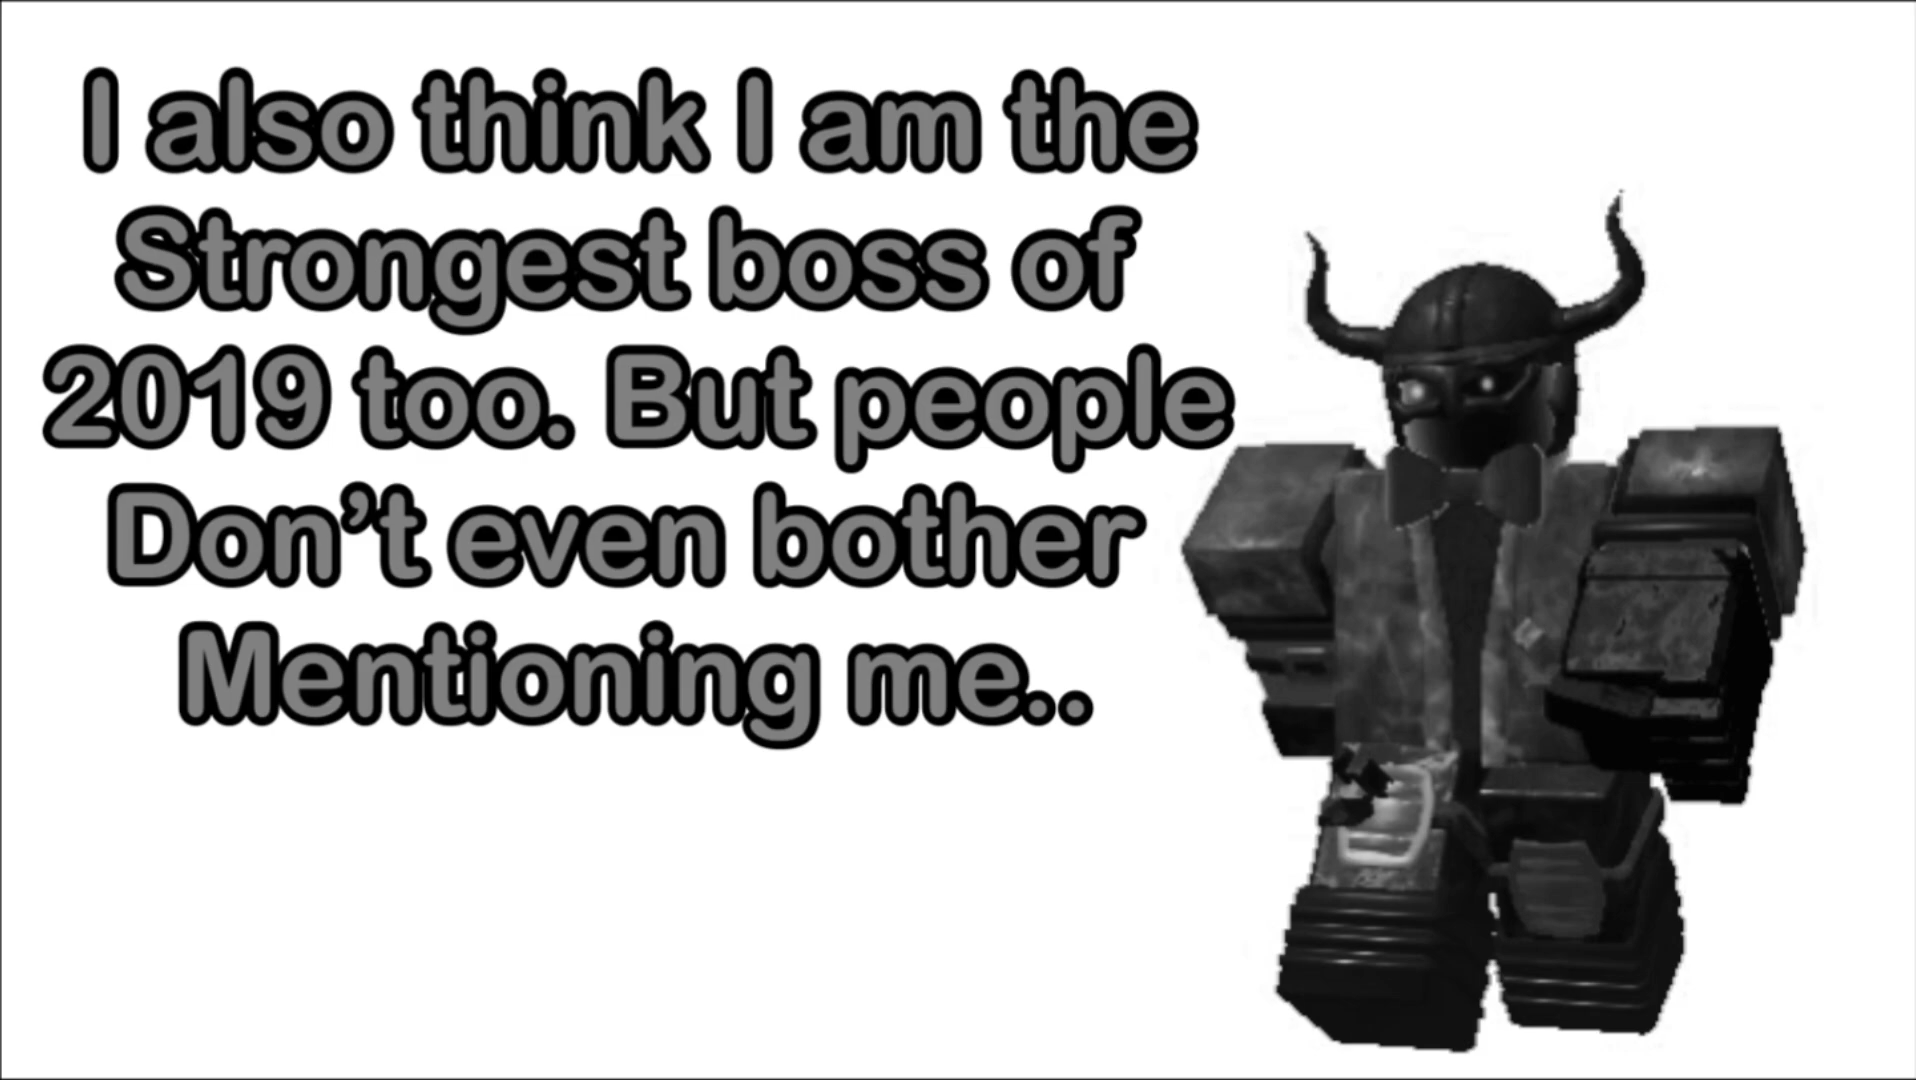 I also think I am the
Strongest boss of
2019 too. But people
Don’t even bother
Mentioning me..